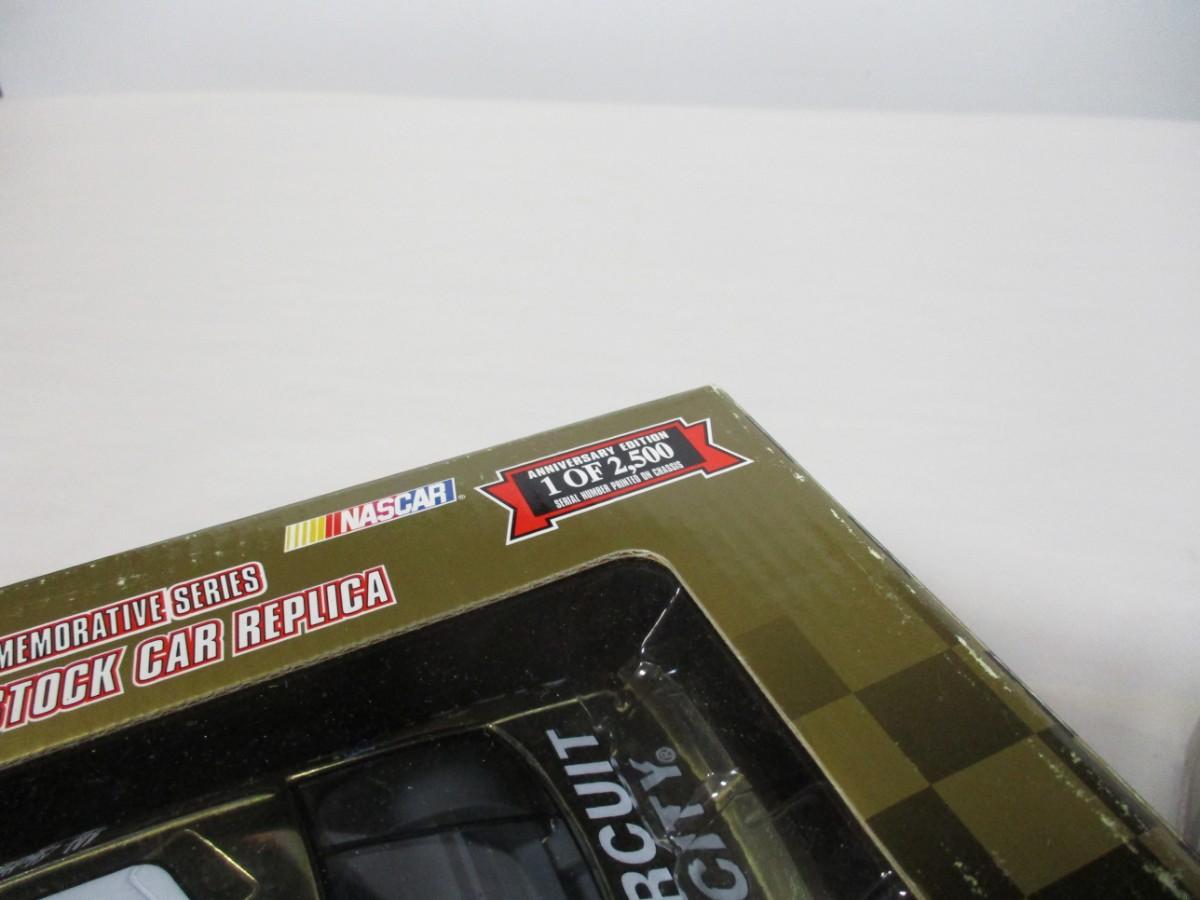 ANNIVERSARY EDITION
1 OF 2,500
SERIAL NUMBER PRINTED ON CHASSIS
NASCAR®
MEMORATIVE SERIES
STOCK CAR REPLICA
RCUIT
CITY®